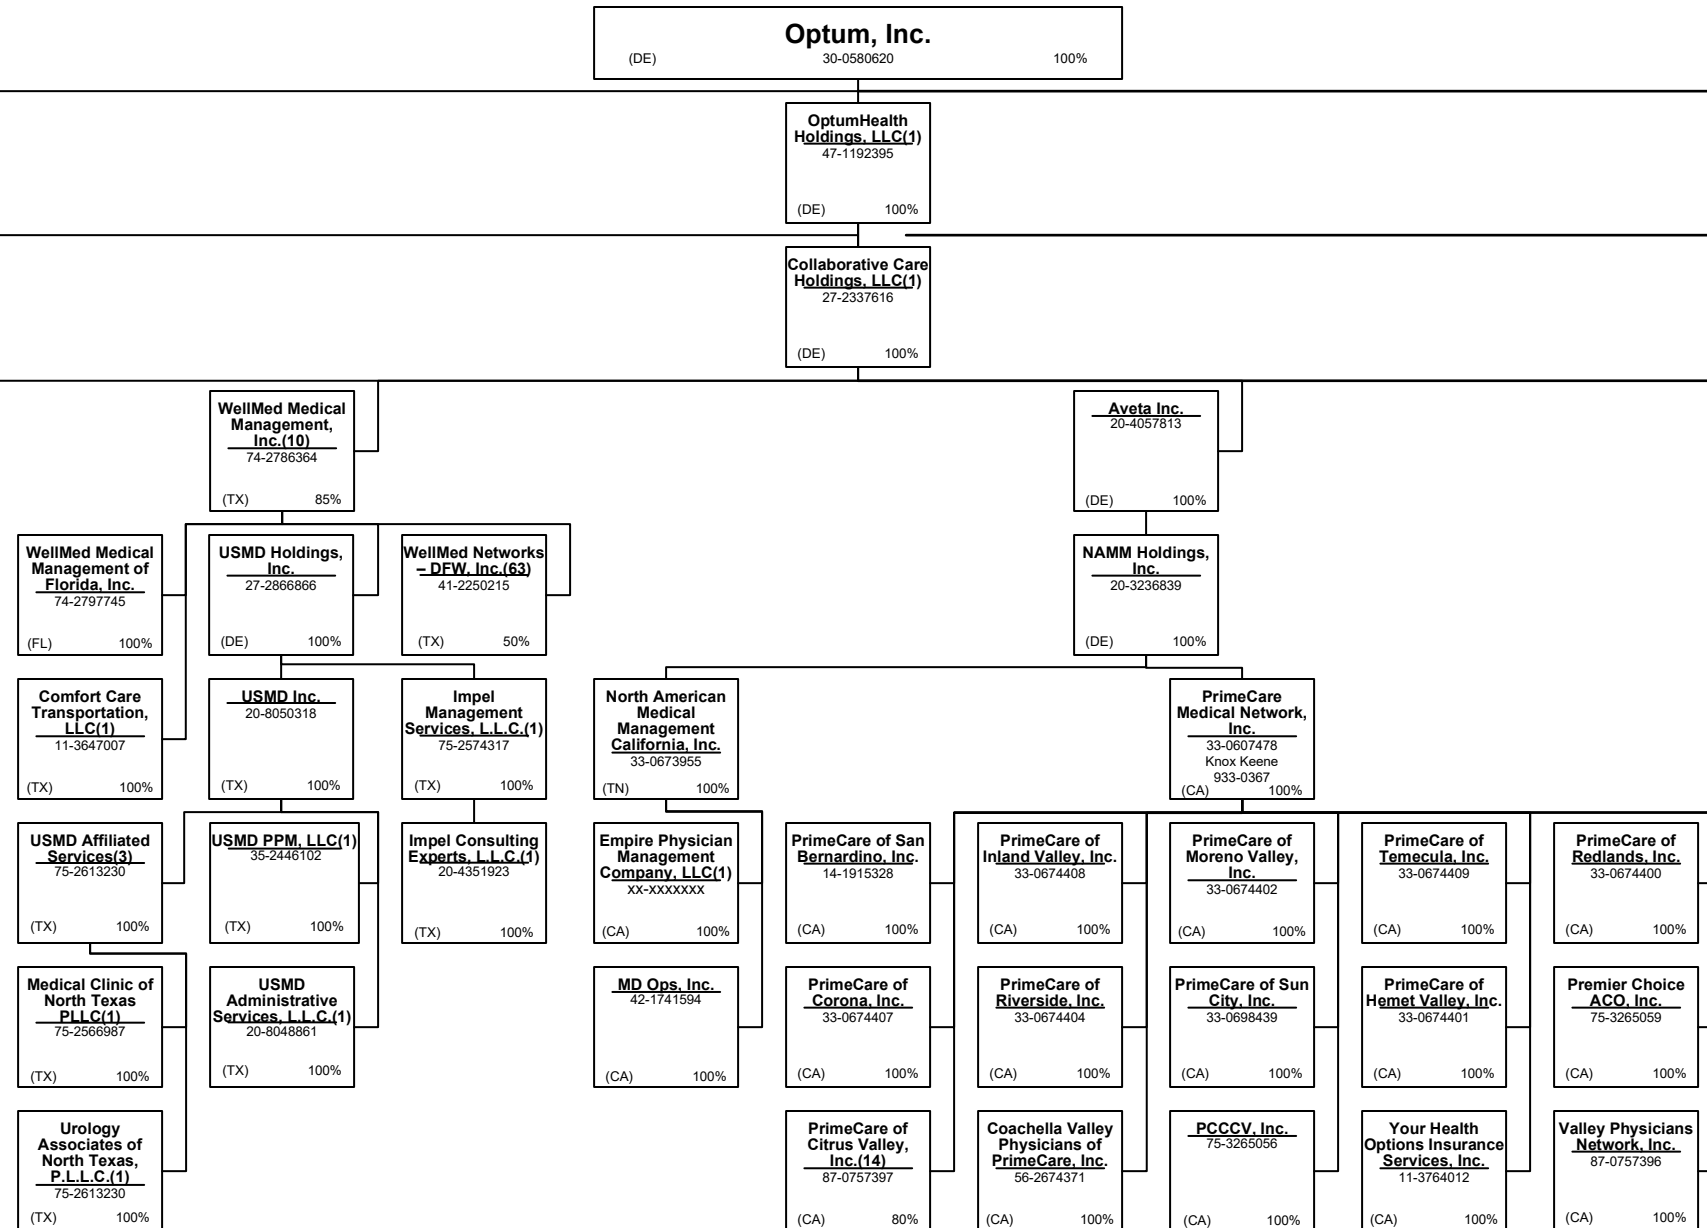 Optum, Inc.
(DE) 30-0580620 100%
OptumHealth
Holdings, LLC(1)
47-1192395
(DE) 100%
Collaborative Care
Holdings, LLC(1)
27-2337616
(DE) 100%
WellMed Medical
Management,
Inc.(10)
74-2786364
(TX) 85%
Aveta Inc.
20-4057813
(DE) 100%
WellMed Medical
Management of
Florida, Inc.
74-2797745
(FL) 100%
USMD Holdings,
Inc.
27-2866866
(DE) 100%
WellMed Networks
– DFW, Inc.(63)
41-2250215
(TX) 50%
NAMM Holdings,
Inc.
20-3236839
(DE) 100%
Comfort Care
Transportation,
LLC(1)
11-3647007
(TX) 100%
USMD Inc.
20-8050318
(TX) 100%
Impel
Management
Services, L.L.C.(1)
75-2574317
(TX) 100%
North American
Medical
Management
California, Inc.
33-0673955
(TN) 100%
PrimeCare
Medical Network,
Inc.
33-0607478
Knox Keene
933-0367
(CA) 100%
USMD Affiliated
Services(3)
75-2613230
(TX) 100%
USMD PPM, LLC(1)
35-2446102
(TX) 100%
Impel Consulting
Experts, L.L.C.(1)
20-4351923
(TX) 100%
Empire Physician
Management
Company, LLC(1)
xx-xxxxxxx
(CA) 100%
PrimeCare of San
Bernardino, Inc.
14-1915328
(CA) 100%
PrimeCare of
Inland Valley, Inc.
33-0674408
(CA) 100%
PrimeCare of
Moreno Valley,
Inc.
33-0674402
(CA) 100%
PrimeCare of
Temecula, Inc.
33-0674409
(CA) 100%
PrimeCare of
Redlands, Inc.
33-0674400
(CA) 100%
Medical Clinic of
North Texas
PLLC(1)
75-2566987
(TX) 100%
USMD
Administrative
Services, L.L.C.(1)
20-8048861
(TX) 100%
MD Ops, Inc.
42-1741594
(CA) 100%
PrimeCare of
Corona, Inc.
33-0674407
(CA) 100%
PrimeCare of
Riverside, Inc.
33-0674404
(CA) 100%
PrimeCare of Sun
City, Inc.
33-0698439
(CA) 100%
PrimeCare of
Hemet Valley, Inc.
33-0674401
(CA) 100%
Premier Choice
ACO, Inc.
75-3265059
(CA) 100%
Urology
Associates of
North Texas,
P.L.L.C.(1)
75-2613230
(TX) 100%
PrimeCare of
Citrus Valley,
Inc.(14)
87-0757397
(CA) 80%
Coachella Valley
Physicians of
PrimeCare, Inc.
56-2674371
(CA) 100%
PCCCV, Inc.
75-3265056
(CA) 100%
Your Health
Options Insurance
Services, Inc.
11-3764012
(CA) 100%
Valley Physicians
Network, Inc.
87-0757396
(CA) 100%